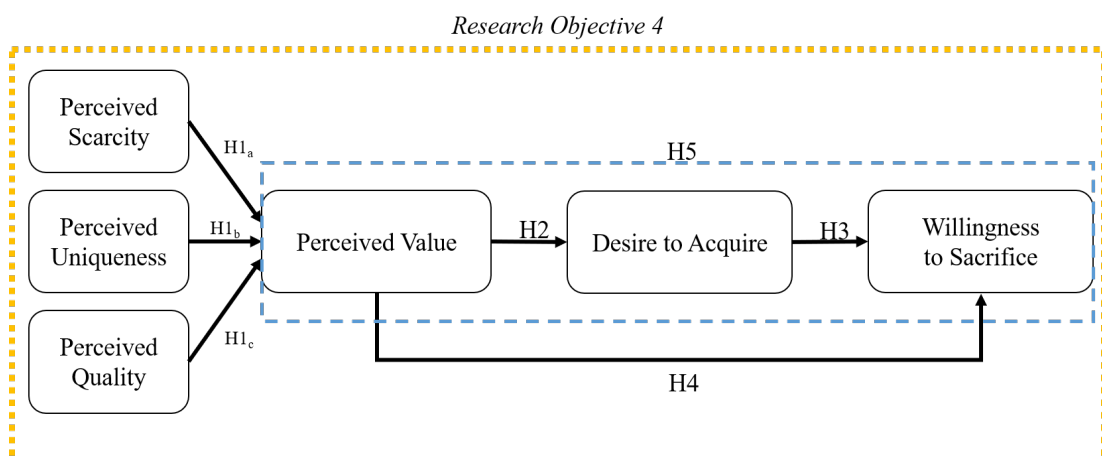 Research Objective 4
Perceived
Scarcity
H1a
H5
Perceived
Uniqueness
H1b
Perceived Value
H2
Desire to Acquire
H3
Willingness
to Sacrifice
Perceived
Quality
H1c
H4